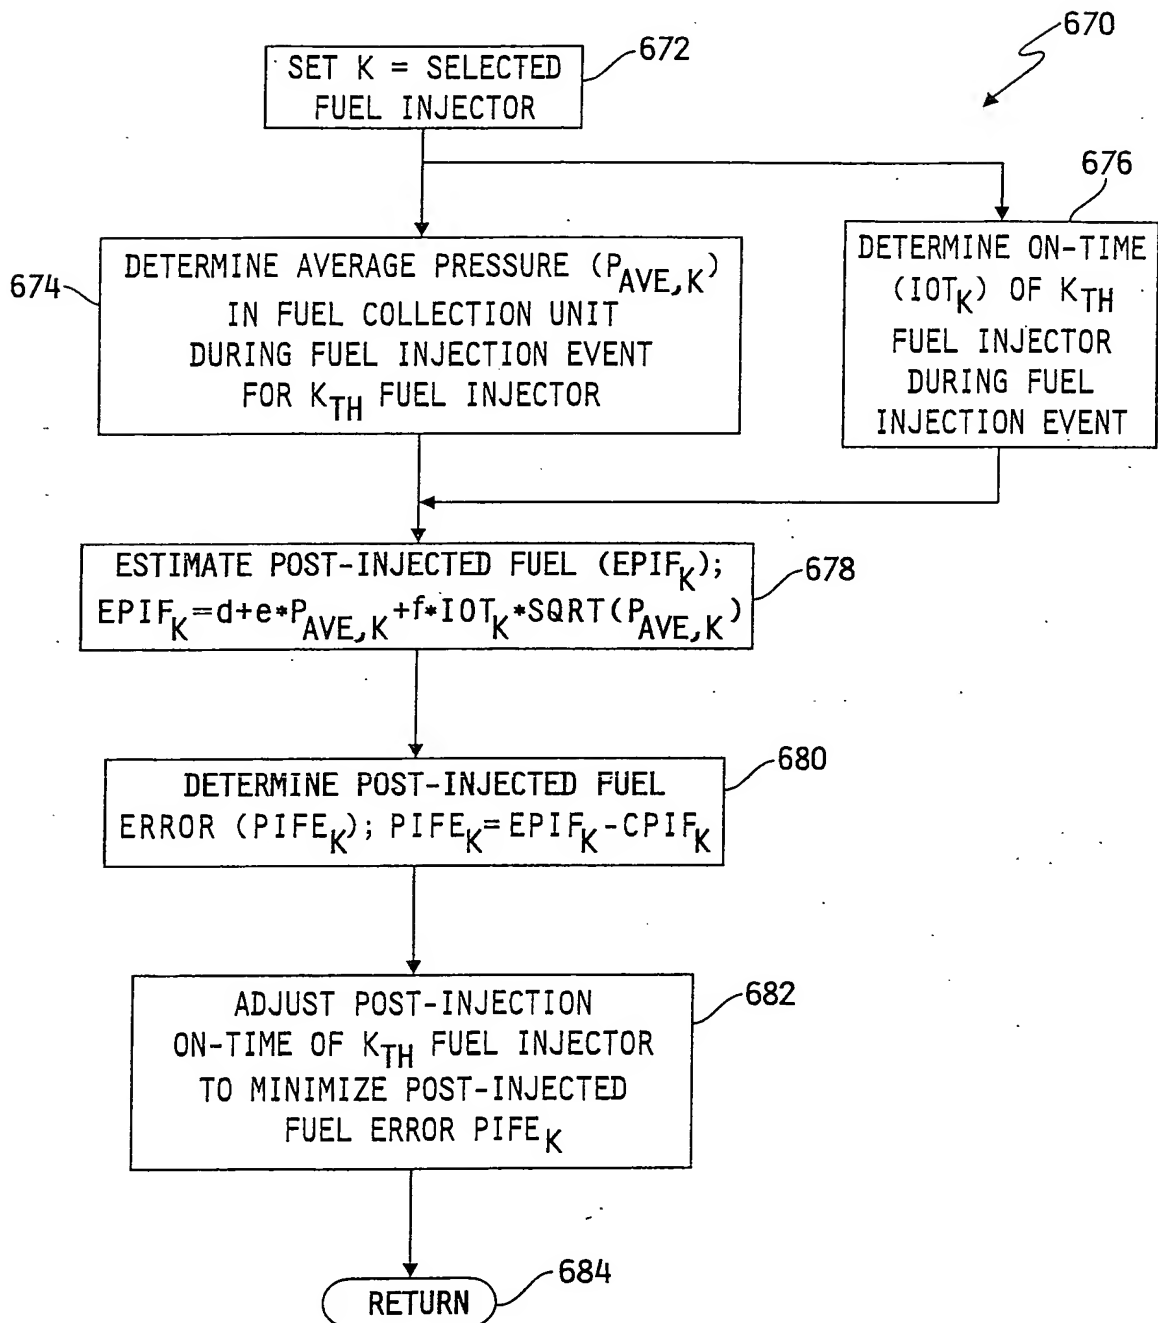 670
672
SET K = SELECTED
FUEL INJECTOR
676
674
DETERMINE AVERAGE PRESSURE (P_AVE,K)
IN FUEL COLLECTION UNIT
DURING FUEL INJECTION EVENT
FOR K_TH FUEL INJECTOR
DETERMINE ON-TIME
(IOT_K) OF K_TH
FUEL INJECTOR
DURING FUEL
INJECTION EVENT
678
ESTIMATE POST-INJECTED FUEL (EPIF_K);
EPIF_K=d+e*P_AVE,K+f*IOT_K*SQRT(P_AVE,K)
680
DETERMINE POST-INJECTED FUEL
ERROR (PIFE_K); PIFE_K=EPIF_K-CPIF_K
682
ADJUST POST-INJECTION
ON-TIME OF K_TH FUEL INJECTOR
TO MINIMIZE POST-INJECTED
FUEL ERROR PIFE_K
684
RETURN